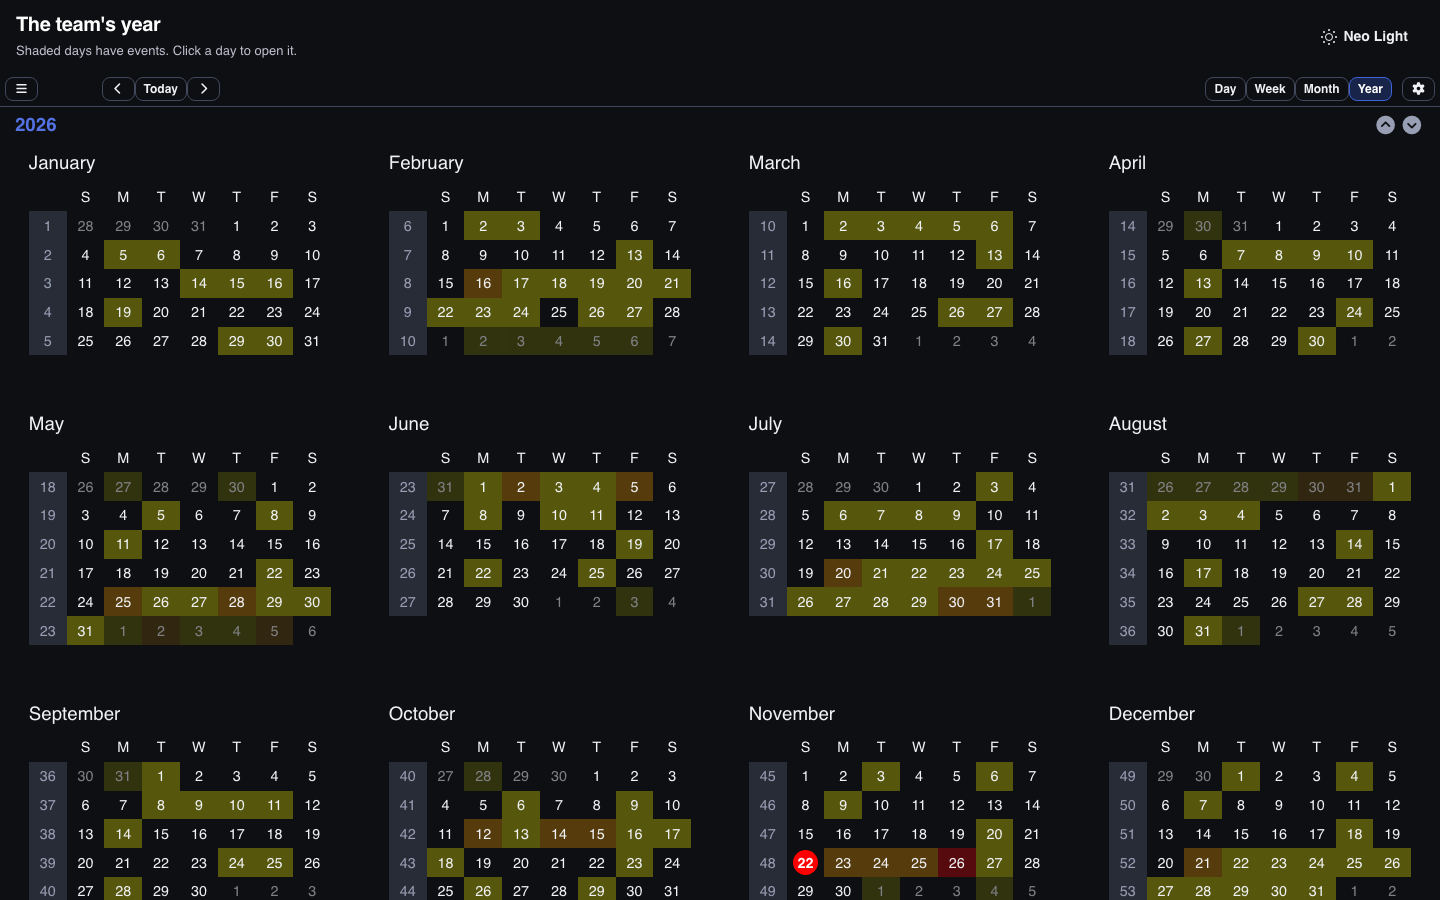 The team's year
Shaded days have events. Click a day to open it.
Neo Light
Today
Day Week Month Year
2026
January February March April
S M T W T F S S M T W T F S S M T W T F S S M T W T F S
1 28 29 30 31 1 2 3 6 1 2 3 4 5 6 7 10 1 2 3 4 5 6 7 14 29 30 31 1 2 3 4
2 4 5 6 7 8 9 10 7 8 9 10 11 12 13 14 11 8 9 10 11 12 13 14 15 5 6 7 8 9 10 11
3 11 12 13 14 15 16 17 8 15 16 17 18 19 20 21 12 15 16 17 18 19 20 21 16 12 13 14 15 16 17 18
4 18 19 20 21 22 23 24 9 22 23 24 25 26 27 28 13 22 23 24 25 26 27 28 17 19 20 21 22 23 24 25
5 25 26 27 28 29 30 31 10 1 2 3 4 5 6 7 14 29 30 31 1 2 3 4 18 26 27 28 29 30 1 2
May June July August
S M T W T F S S M T W T F S S M T W T F S S M T W T F S
18 26 27 28 29 30 1 2 23 31 1 2 3 4 5 6 27 28 29 30 1 2 3 4 31 26 27 28 29 30 31 1
19 3 4 5 6 7 8 9 24 7 8 9 10 11 12 13 28 5 6 7 8 9 10 11 32 2 3 4 5 6 7 8
20 10 11 12 13 14 15 16 25 14 15 16 17 18 19 20 29 12 13 14 15 16 17 18 33 9 10 11 12 13 14 15
21 17 18 19 20 21 22 23 26 21 22 23 24 25 26 27 30 19 20 21 22 23 24 25 34 16 17 18 19 20 21 22
22 24 25 26 27 28 29 30 27 28 29 30 1 2 3 4 31 26 27 28 29 30 31 1 35 23 24 25 26 27 28 29
23 31 1 2 3 4 5 6 36 30 31 1 2 3 4 5
September October November December
S M T W T F S S M T W T F S S M T W T F S S M T W T F S
36 30 31 1 2 3 4 5 40 27 28 29 30 1 2 3 45 1 2 3 4 5 6 7 49 29 30 1 2 3 4 5
37 6 7 8 9 10 11 12 41 4 5 6 7 8 9 10 46 8 9 10 11 12 13 14 50 6 7 8 9 10 11 12
38 13 14 15 16 17 18 19 42 11 12 13 14 15 16 17 47 15 16 17 18 19 20 21 51 13 14 15 16 17 18 19
39 20 21 22 23 24 25 26 43 18 19 20 21 22 23 24 48 22 23 24 25 26 27 28 52 20 21 22 23 24 25 26
40 27 28 29 30 1 2 3 44 25 26 27 28 29 30 31 49 29 30 1 2 3 4 5 53 27 28 29 30 31 1 2